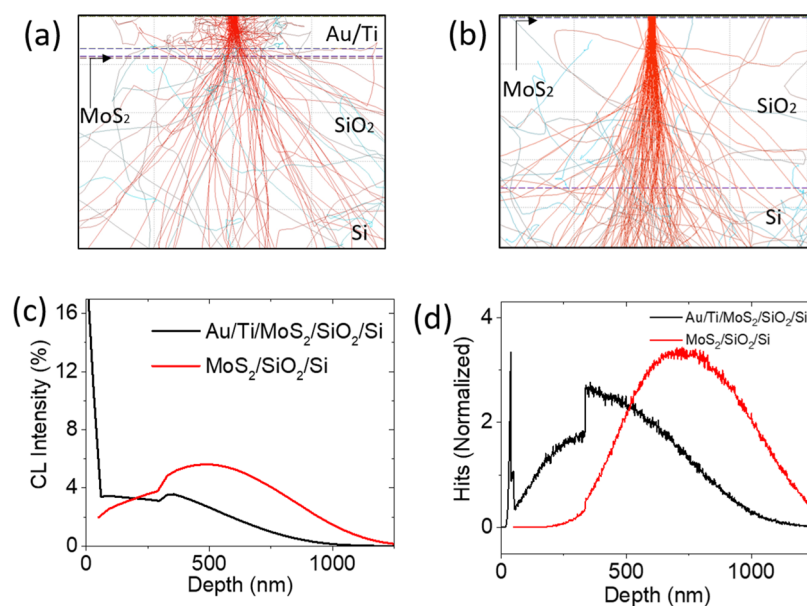 (a)
Au/Ti
MoS₂
SiO₂
Si
(b)
MoS₂
SiO₂
Si
(c)
CL Intensity (%)
16
12
8
4
0
Au/Ti/MoS₂/SiO₂/Si
MoS₂/SiO₂/Si
0
500
1000
Depth (nm)
(d)
Hits (Normalized)
4
2
0
Au/Ti/MoS₂/SiO₂/Si
MoS₂/SiO₂/Si
0
500
1000
Depth (nm)